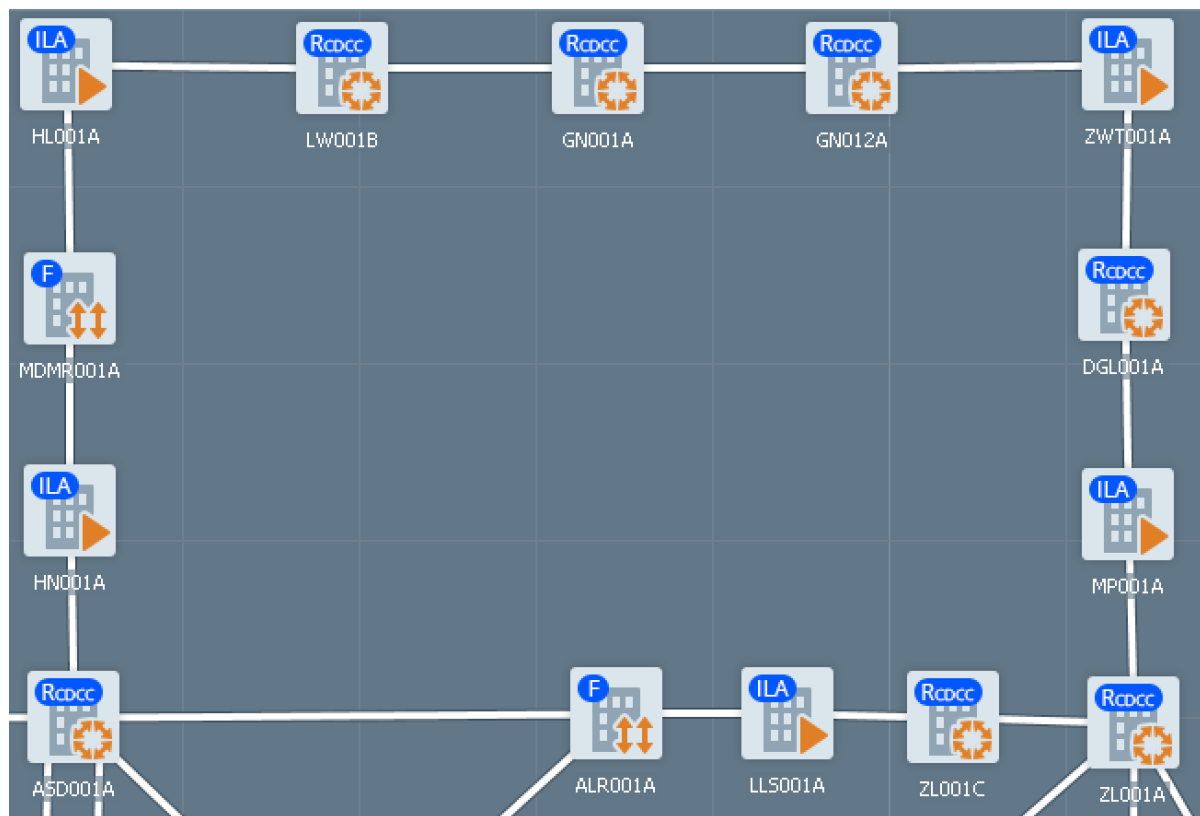 ILA
Rcdcc
Rcdcc
Rcdcc
ILA
HL001A
LW001B
GN001A
GN012A
ZWT001A
F
Rcdcc
MDMR001A
DGL001A
ILA
ILA
HN001A
MP001A
Rcdcc
F
ILA
Rcdcc
Rcdcc
ASD001A
ALR001A
LLS001A
ZL001C
ZL001A